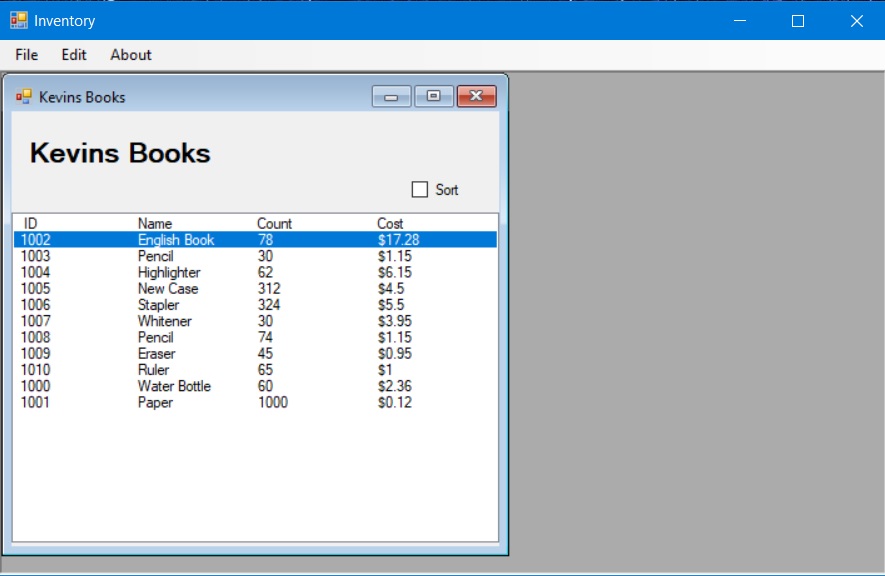 Inventory
File Edit About
Kevins Books
Kevins Books
Sort
ID Name Count Cost
1002 English Book 78 $17.28
1003 Pencil 30 $1.15
1004 Highlighter 62 $6.15
1005 New Case 312 $4.5
1006 Stapler 324 $5.5
1007 Whitener 30 $3.95
1008 Pencil 74 $1.15
1009 Eraser 45 $0.95
1010 Ruler 65 $1
1000 Water Bottle 60 $2.36
1001 Paper 1000 $0.12